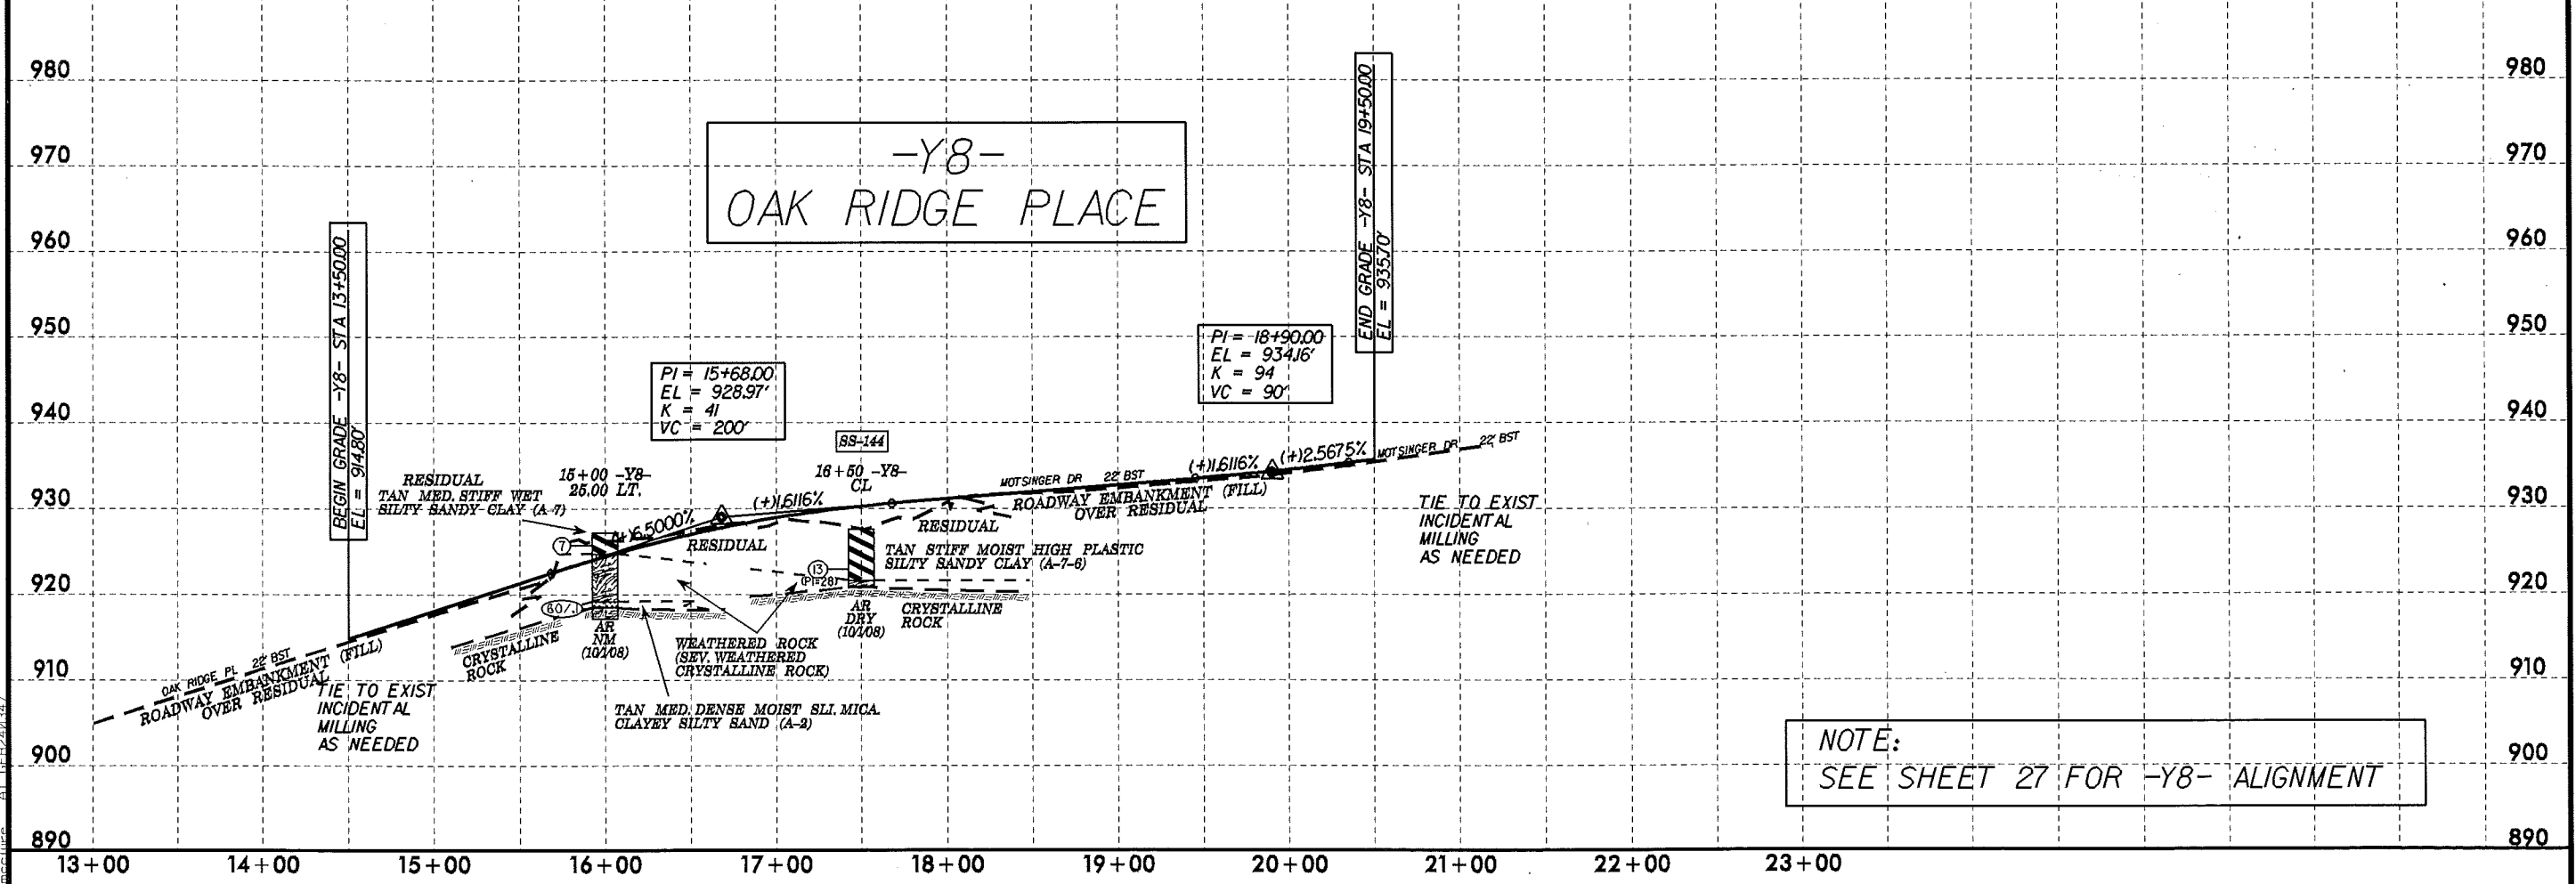 980
980
970
970
960
960
950
950
940
940
930
930
920
920
910
910
900
900
890
890
-Y8-
OAK RIDGE PLACE
BEGIN GRADE -Y8- STA 13+50.00
EL = 914.80'
END GRADE -Y8- STA 19+50.00
EL = 935.70'
PI = 15+68.00
EL = 928.97'
K = 41
VC = 200'
PI = 18+90.00
EL = 934.16'
K = 94
VC = 90'
SS-144
16+50 -Y8-
CL
15+00 -Y8-
25.00 LT.
RESIDUAL
TAN MED. STIFF WET
SILTY SANDY CLAY (A-7)
(+)6.5000%
(+)1.6116%
(+)1.6116%
(+)2.5675%
MOTSINGER DR 22' BST
MOTSINGER DR 22' BST
ROADWAY EMBANKMENT (FILL)
OVER RESIDUAL
RESIDUAL
RESIDUAL
TAN STIFF MOIST HIGH PLASTIC
SILTY SANDY CLAY (A-7-6)
7
13
(PI=28)
60/.1
AR
NM
(10/1/08)
AR
DRY
(10/1/08)
CRYSTALLINE
ROCK
CRYSTALLINE
ROCK
WEATHERED ROCK
(SEV. WEATHERED
CRYSTALLINE ROCK)
TAN MED. DENSE MOIST SLI. MICA.
CLAYEY SILTY SAND (A-2)
OAK RIDGE PL 22' BST
ROADWAY EMBANKMENT (FILL)
OVER RESIDUAL
TIE TO EXIST
INCIDENTAL
MILLING
AS NEEDED
TIE TO EXIST
INCIDENTAL
MILLING
AS NEEDED
NOTE:
SEE SHEET 27 FOR -Y8- ALIGNMENT
13+00 14+00 15+00 16+00 17+00 18+00 19+00 20+00 21+00 22+00 23+00